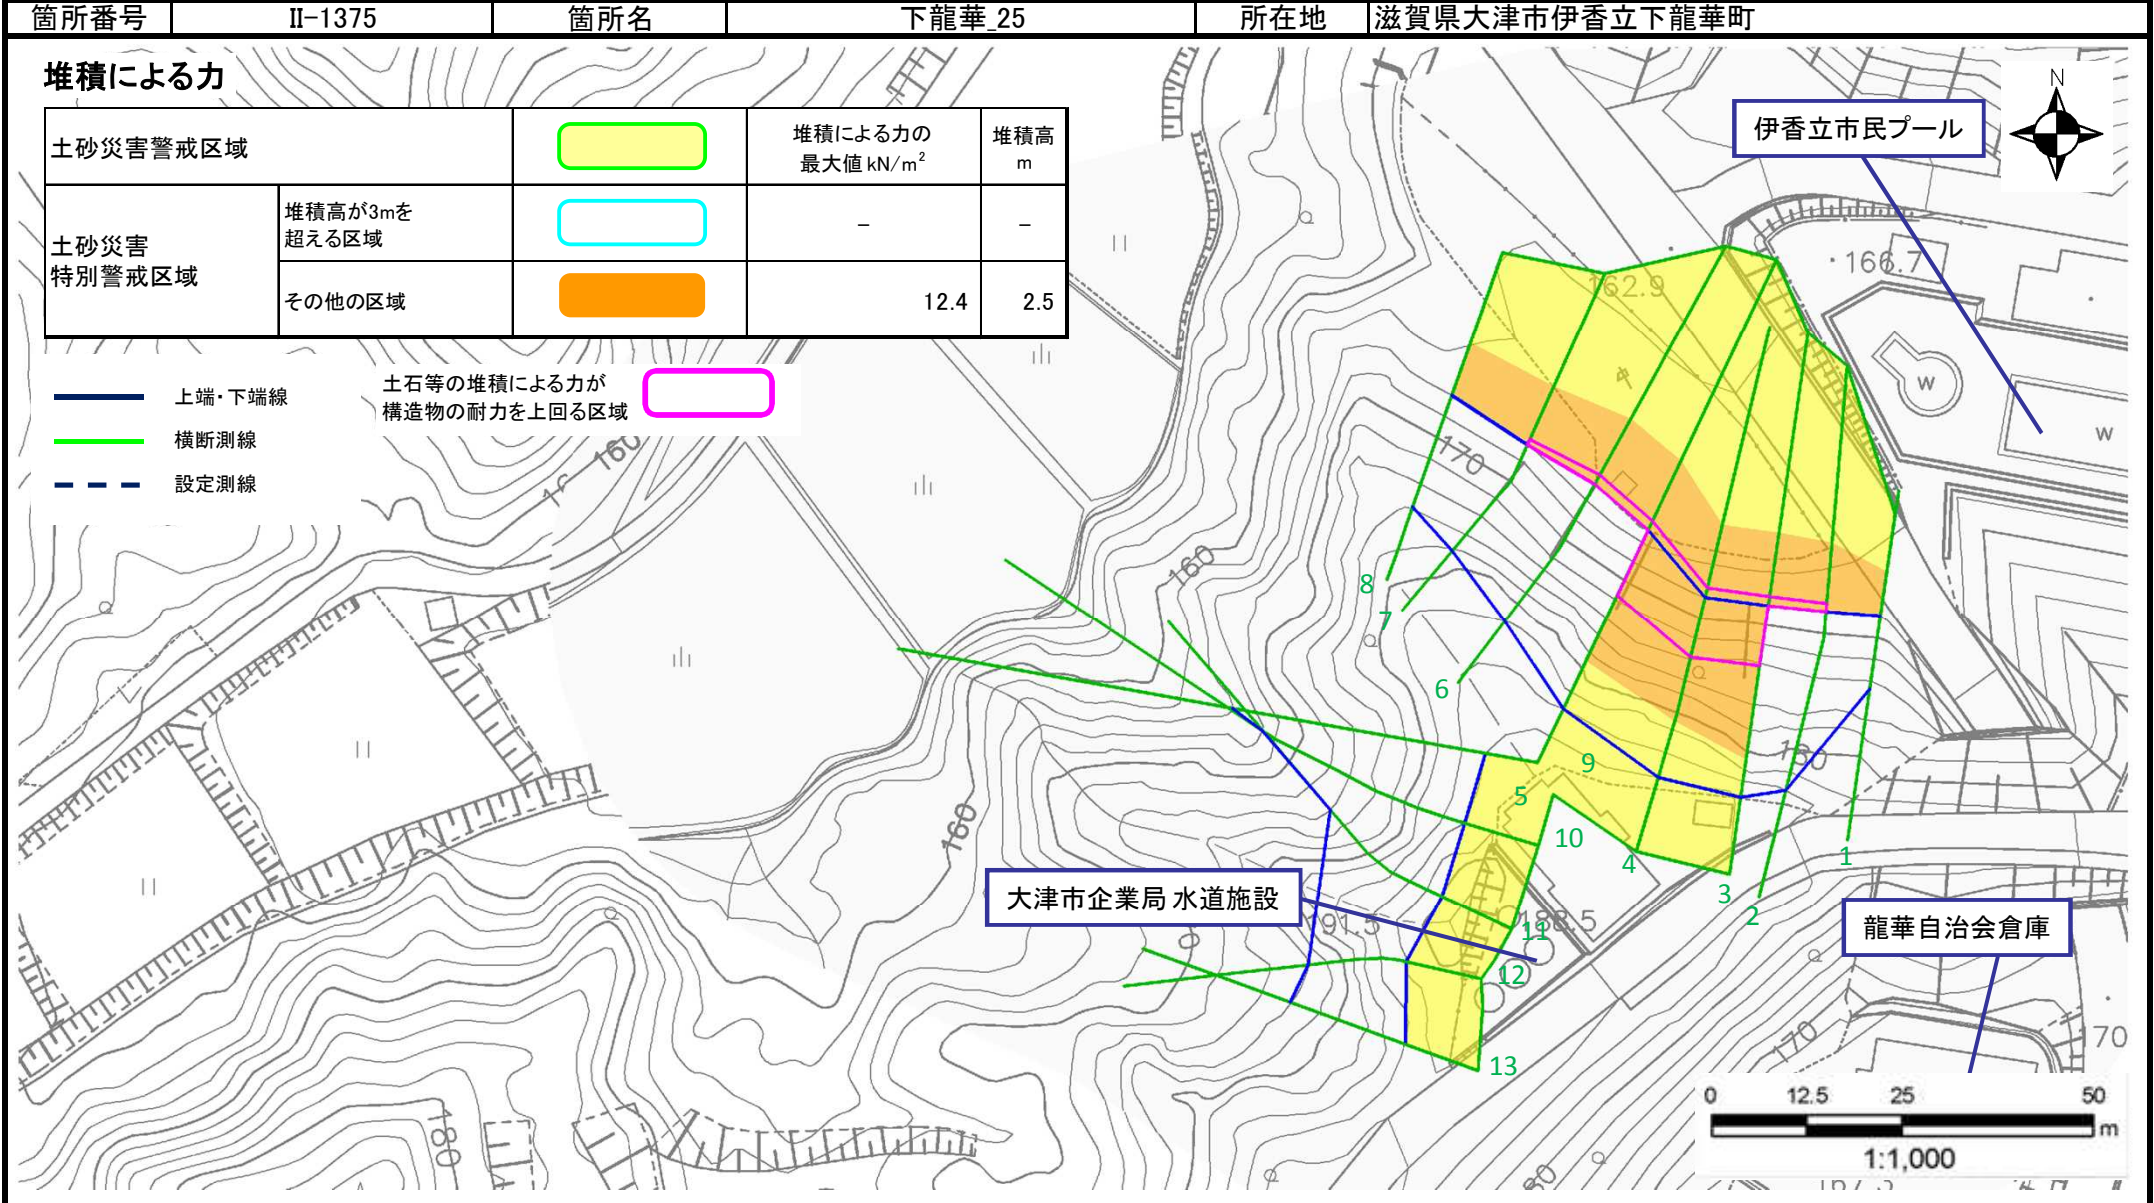 箇所番号 II-1375 箇所名 下龍華_25 所在地 滋賀県大津市伊香立下龍華町
堆積による力
土砂災害警戒区域 堆積による力の最大値 kN/m² 堆積高 m
土砂災害特別警戒区域
堆積高が3mを超える区域 － －
その他の区域 12.4 2.5
上端・下端線
横断測線
設定測線
土石等の堆積による力が
構造物の耐力を上回る区域
N
伊香立市民プール
166.7
162.9
W
W
170
160
160
160
8
7
6
9
5
10
4
3
2
1
180
大津市企業局 水道施設
191.5
188.5
11
12
13
龍華自治会倉庫
170
70
180
0 12.5 25 50
m
1:1,000